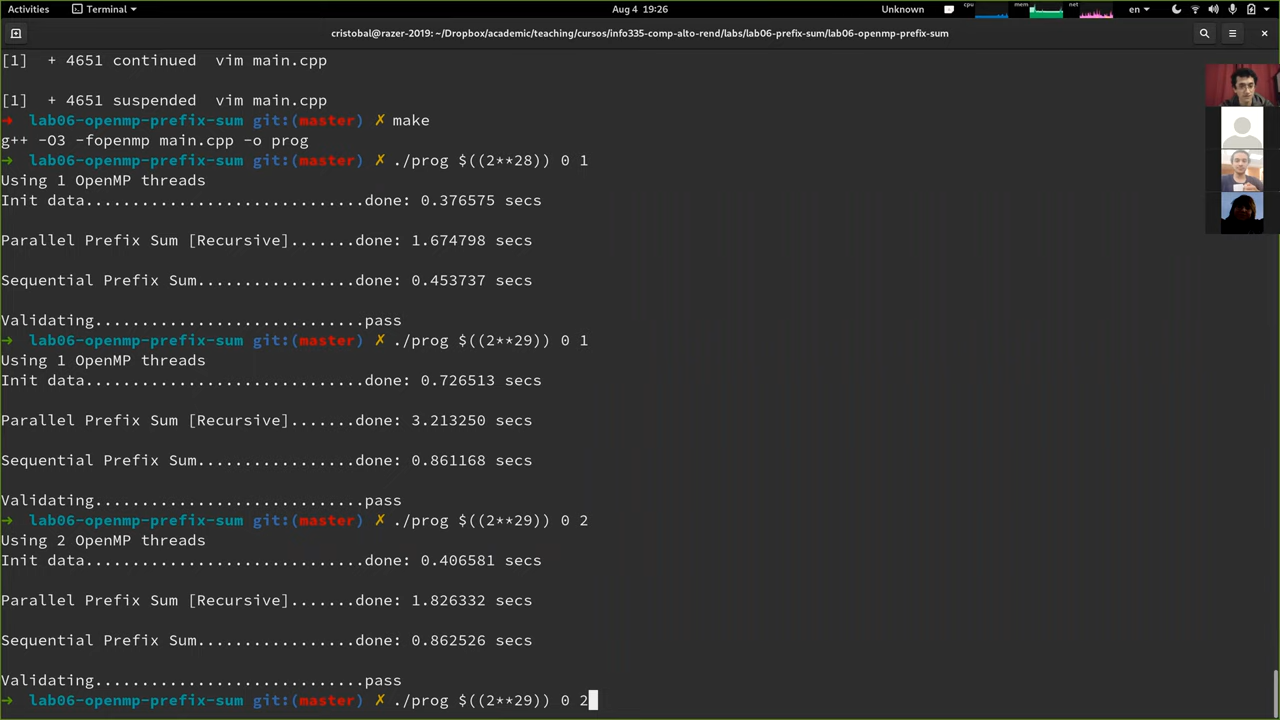 Activities Terminal Aug 4 19:26 Unknown cpu mem net en
cristobal@razer-2019: ~/Dropbox/academic/teaching/cursos/info335-comp-alto-rend/labs/lab06-prefix-sum/lab06-openmp-prefix-sum
[1]  + 4651 continued  vim main.cpp
[1]  + 4651 suspended  vim main.cpp
➜  lab06-openmp-prefix-sum git:(master) ✗ make
g++ -O3 -fopenmp main.cpp -o prog
➜  lab06-openmp-prefix-sum git:(master) ✗ ./prog $((2**28)) 0 1
Using 1 OpenMP threads
Init data..............................done: 0.376575 secs
Parallel Prefix Sum [Recursive].......done: 1.674798 secs
Sequential Prefix Sum.................done: 0.453737 secs
Validating.............................pass
➜  lab06-openmp-prefix-sum git:(master) ✗ ./prog $((2**29)) 0 1
Using 1 OpenMP threads
Init data..............................done: 0.726513 secs
Parallel Prefix Sum [Recursive].......done: 3.213250 secs
Sequential Prefix Sum.................done: 0.861168 secs
Validating.............................pass
➜  lab06-openmp-prefix-sum git:(master) ✗ ./prog $((2**29)) 0 2
Using 2 OpenMP threads
Init data..............................done: 0.406581 secs
Parallel Prefix Sum [Recursive].......done: 1.826332 secs
Sequential Prefix Sum.................done: 0.862526 secs
Validating.............................pass
➜  lab06-openmp-prefix-sum git:(master) ✗ ./prog $((2**29)) 0 2